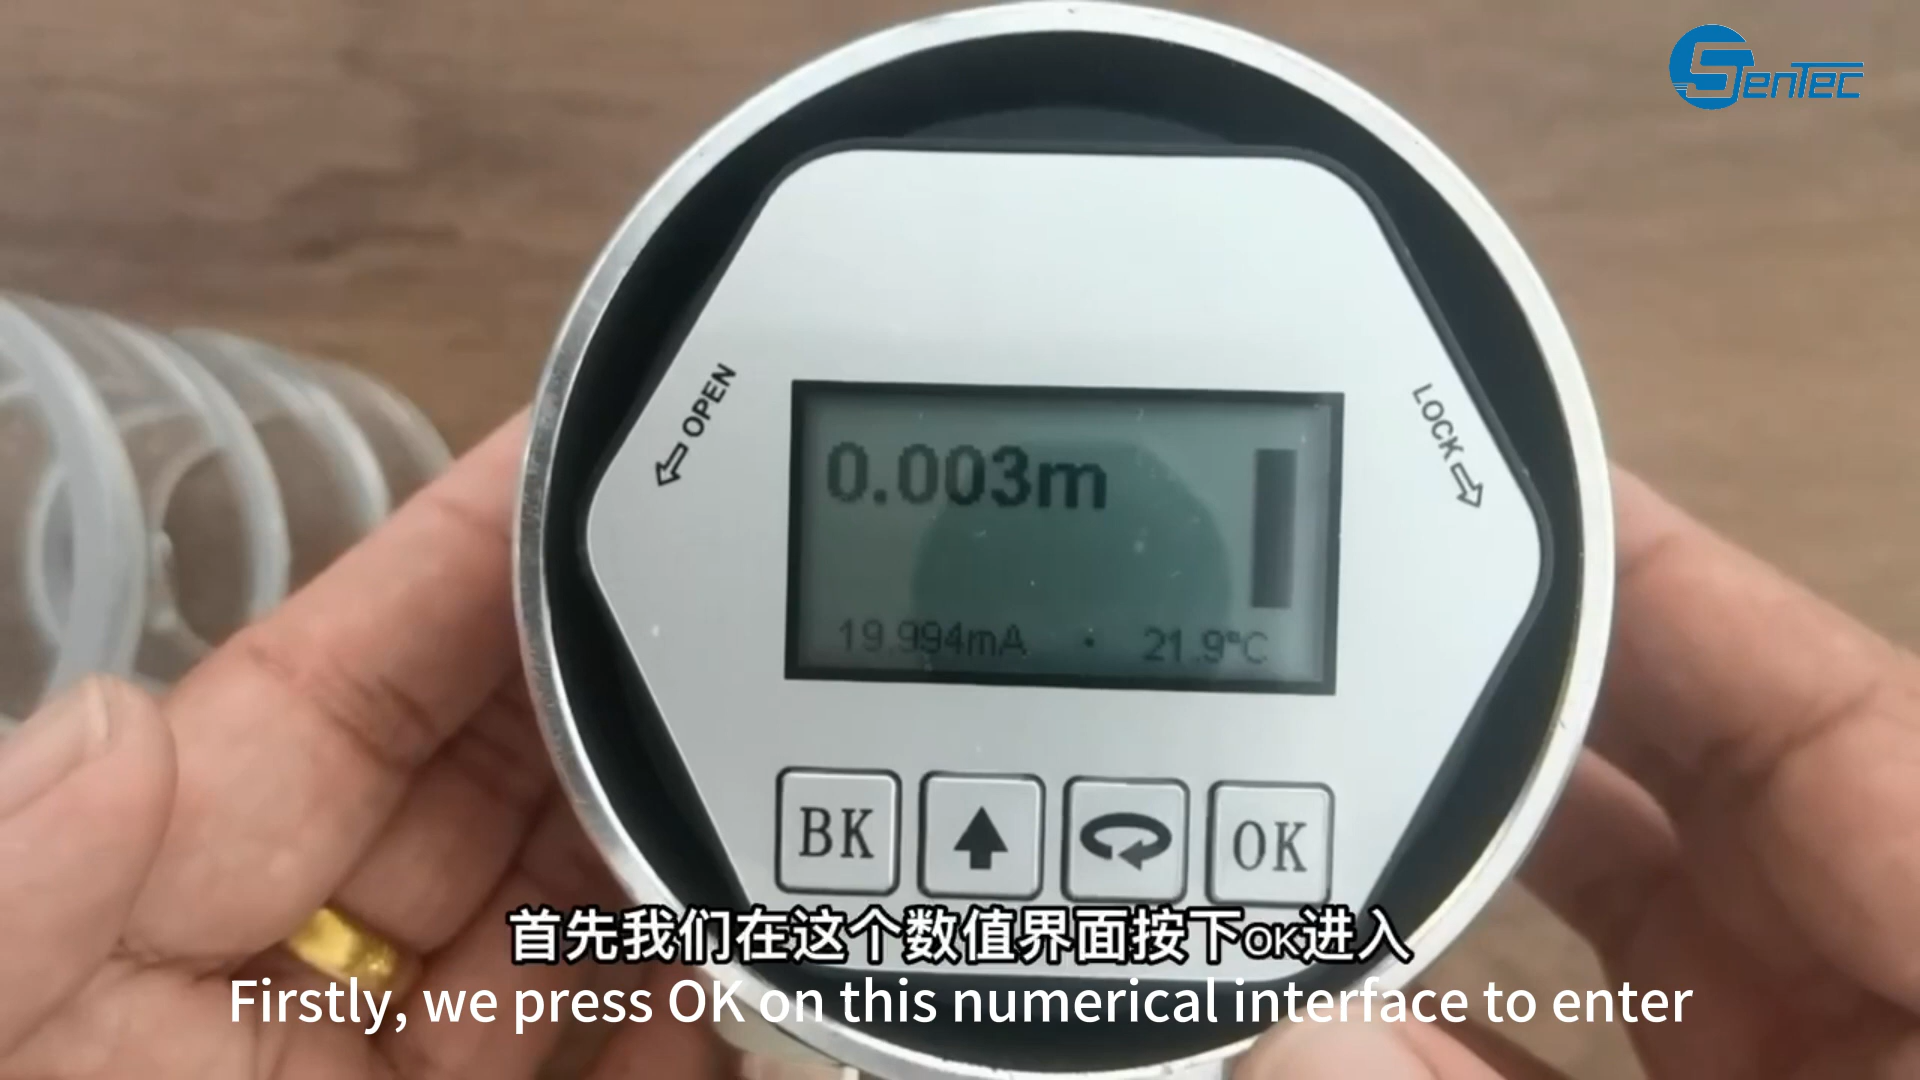 SENTEC
OPEN
LOCK
0.003m
19.994mA • 21.9°C
BK
OK
首先我们在这个数值界面按下OK进入
Firstly, we press OK on this numerical interface to enter